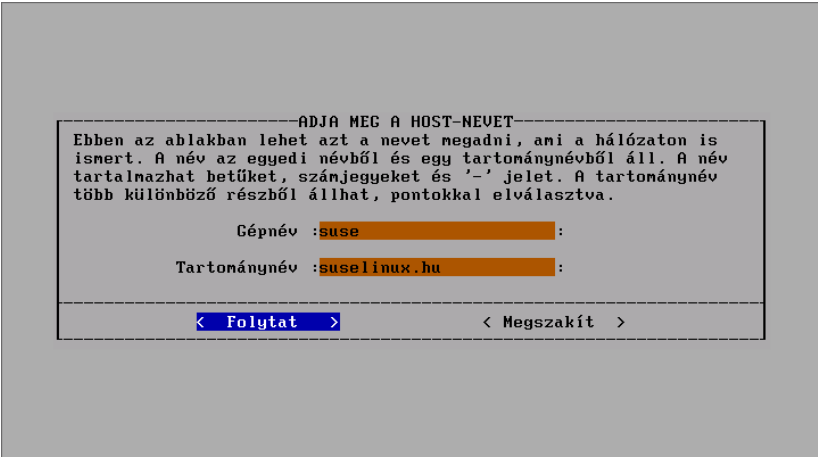 ADJA MEG A HOST-NEVET
Ebben az ablakban lehet azt a nevet megadni, ami a hálózaton is
ismert. A név az egyedi névből és egy tartománynévből áll. A név
tartalmazhat betűket, számjegyeket és '-' jelet. A tartománynév
több különböző részből állhat, pontokkal elválasztva.
Gépnév :suse :
Tartománynév :suselinux.hu :
< Folytat > < Megszakít >